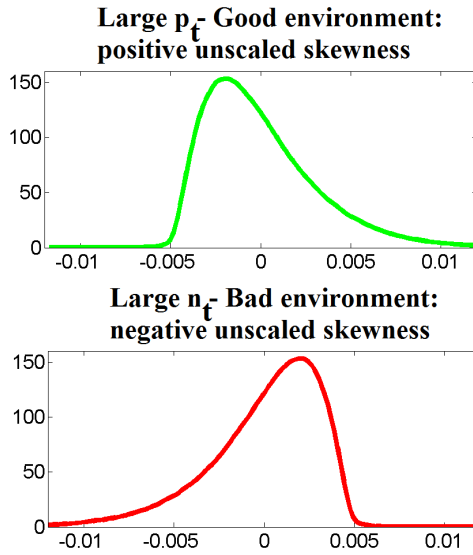 Large pt- Good environment:
positive unscaled skewness
150
100
50
0
-0.01 -0.005 0 0.005 0.01
Large nt- Bad environment:
negative unscaled skewness
150
100
50
0
-0.01 -0.005 0 0.005 0.01